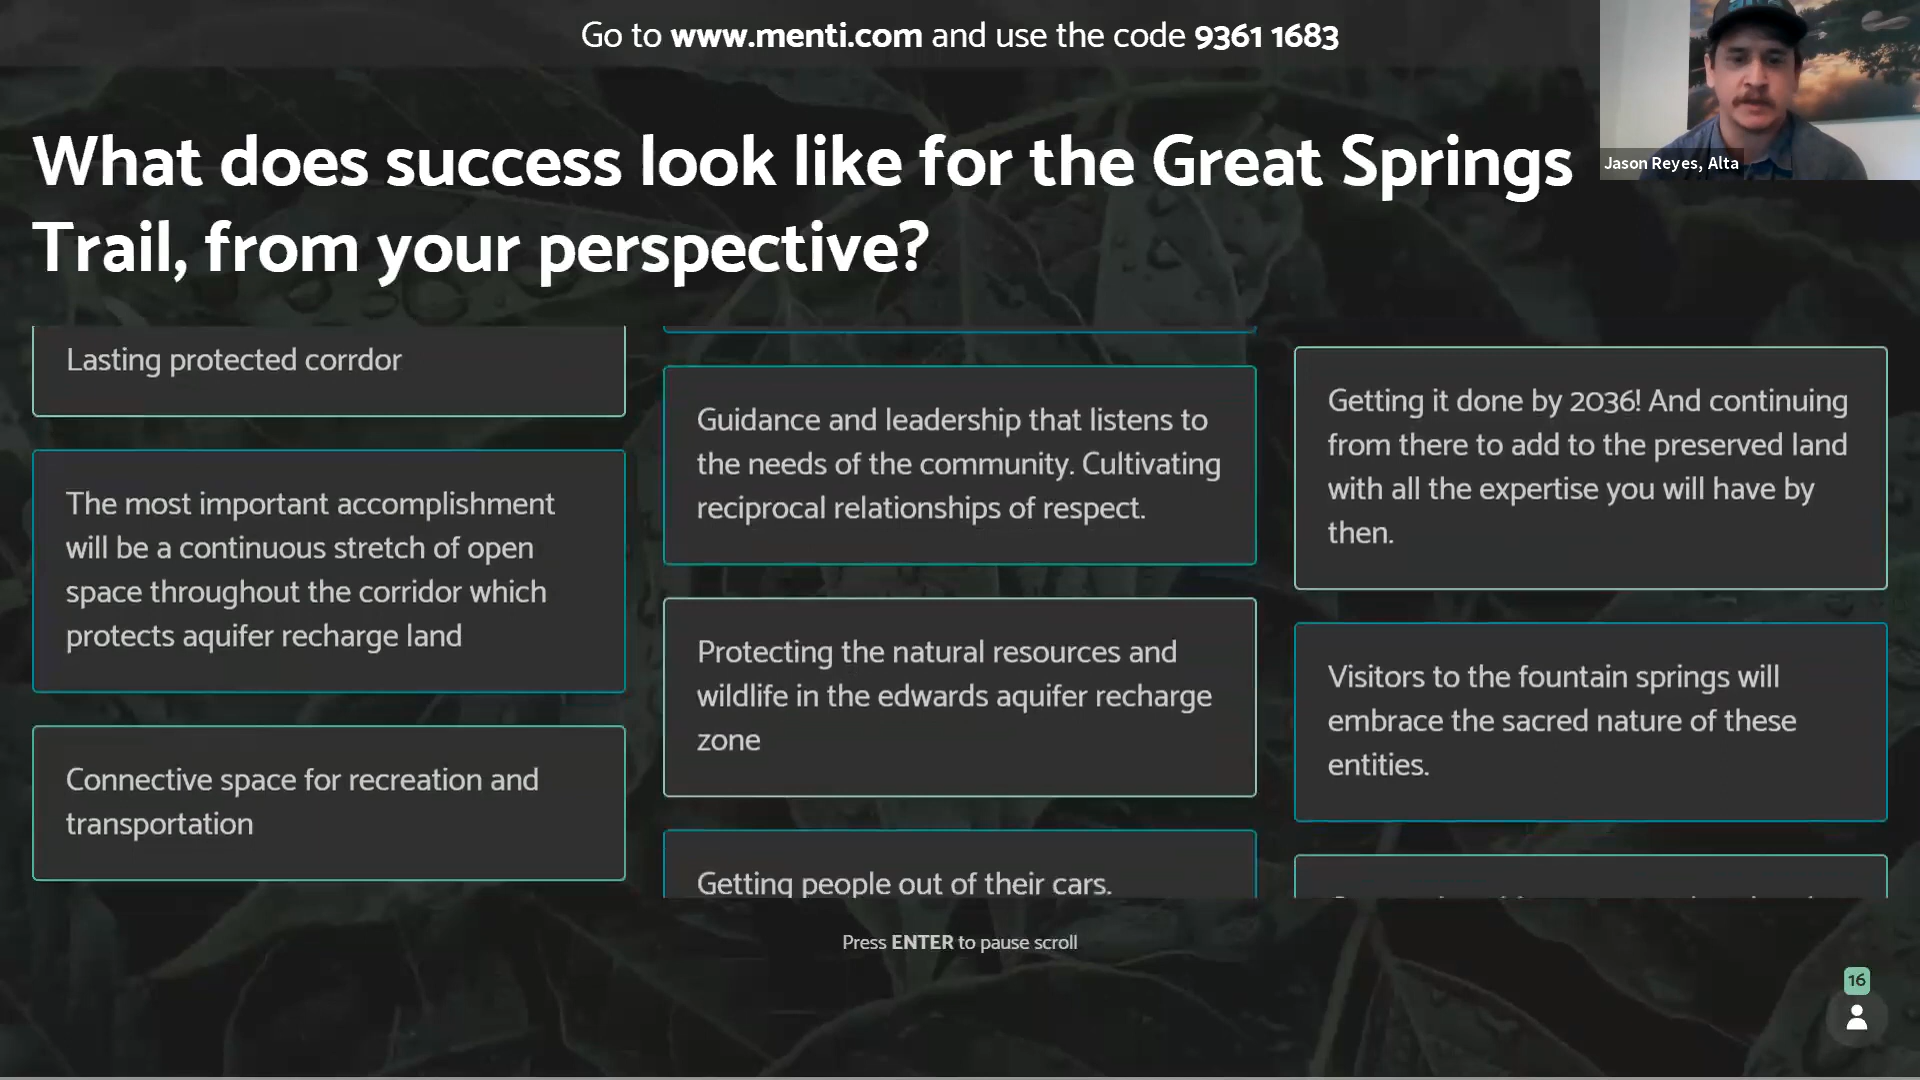 Go to www.menti.com and use the code 9361 1683
Jason Reyes, Alta
What does success look like for the Great Springs
Trail, from your perspective?
Lasting protected corrdor
The most important accomplishment
will be a continuous stretch of open
space throughout the corridor which
protects aquifer recharge land
Connective space for recreation and
transportation
Guidance and leadership that listens to
the needs of the community. Cultivating
reciprocal relationships of respect.
Protecting the natural resources and
wildlife in the edwards aquifer recharge
zone
Getting people out of their cars.
Getting it done by 2036! And continuing
from there to add to the preserved land
with all the expertise you will have by
then.
Visitors to the fountain springs will
embrace the sacred nature of these
entities.
Press ENTER to pause scroll
16